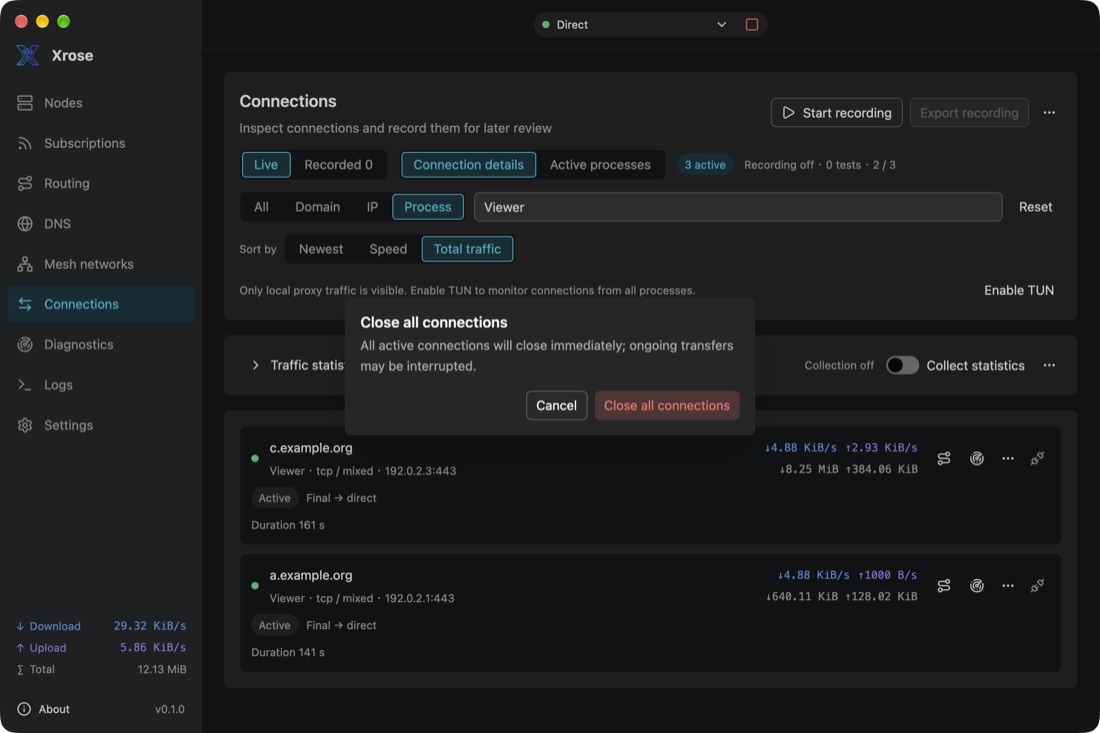 Direct
Xrose
Nodes
Subscriptions
Routing
DNS
Mesh networks
Connections
Diagnostics
Logs
Settings
↓ Download 29.32 KiB/s
↑ Upload 5.86 KiB/s
∑ Total 12.13 MiB
About v0.1.0
Connections
Inspect connections and record them for later review
Start recording Export recording ···
Live Recorded 0 Connection details Active processes 3 active Recording off · 0 tests · 2 / 3
All Domain IP Process Viewer Reset
Sort by Newest Speed Total traffic
Only local proxy traffic is visible. Enable TUN to monitor connections from all processes. Enable TUN
Close all connections
All active connections will close immediately; ongoing transfers
may be interrupted.
Cancel Close all connections
Traffic statis Collection off Collect statistics ···
c.example.org ↓4.88 KiB/s ↑2.93 KiB/s
Viewer · tcp / mixed · 192.0.2.3:443 ↓8.25 MiB ↑384.06 KiB
Active Final → direct
Duration 161 s
a.example.org ↓4.88 KiB/s ↑1000 B/s
Viewer · tcp / mixed · 192.0.2.1:443 ↓640.11 KiB ↑128.02 KiB
Active Final → direct
Duration 141 s